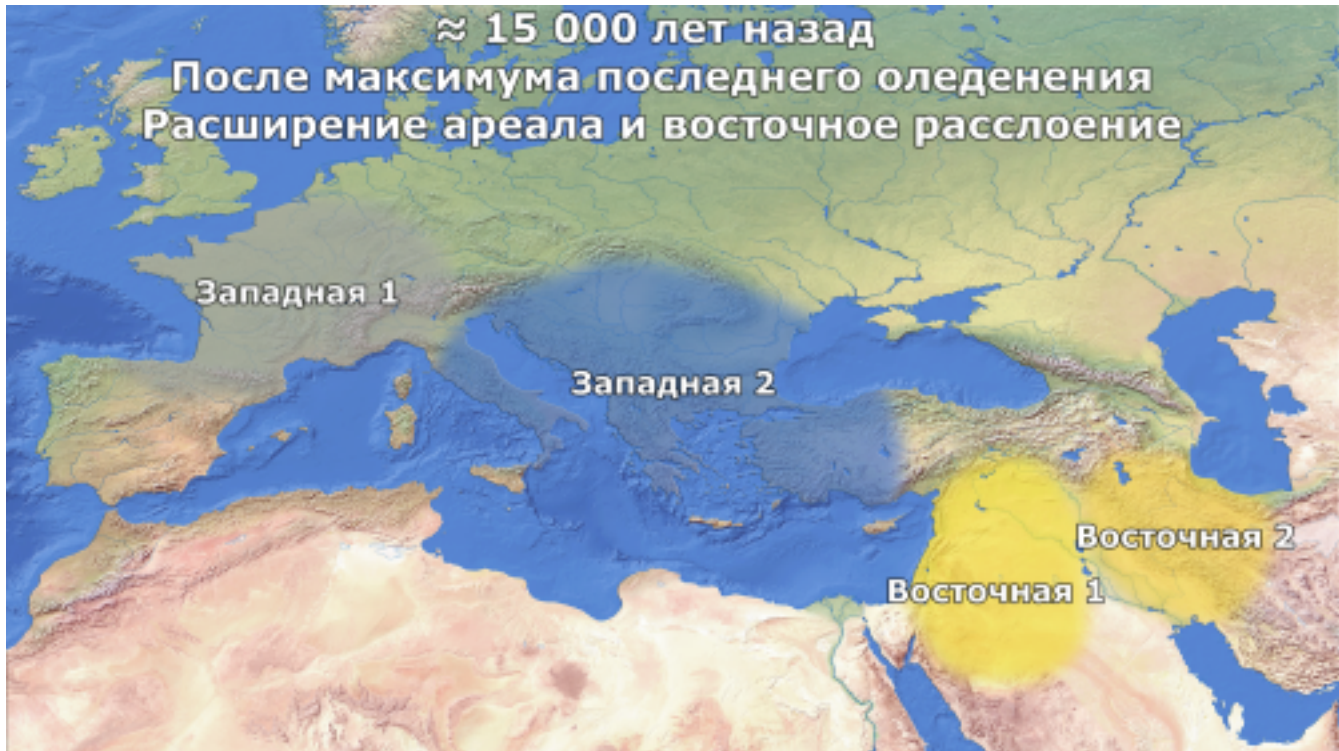 ≈ 15 000 лет назад
После максимума последнего оледенения
Расширение ареала и восточное расслоение
Западная 1
Западная 2
Восточная 2
Восточная 1